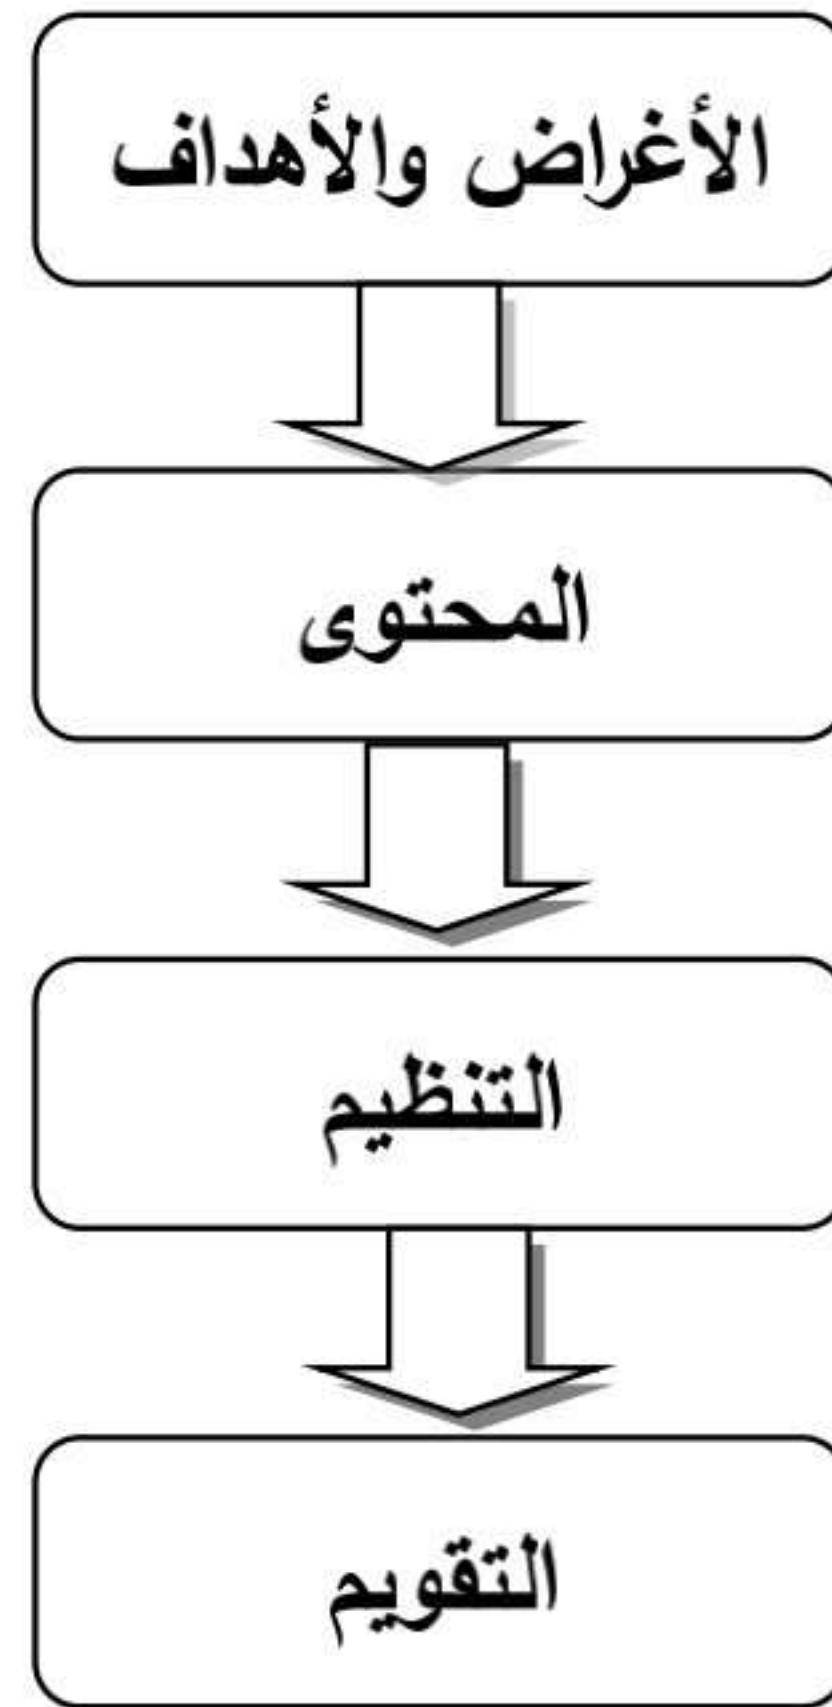 الأغراض والأهداف
المحتوى
التنظيم
التقويم